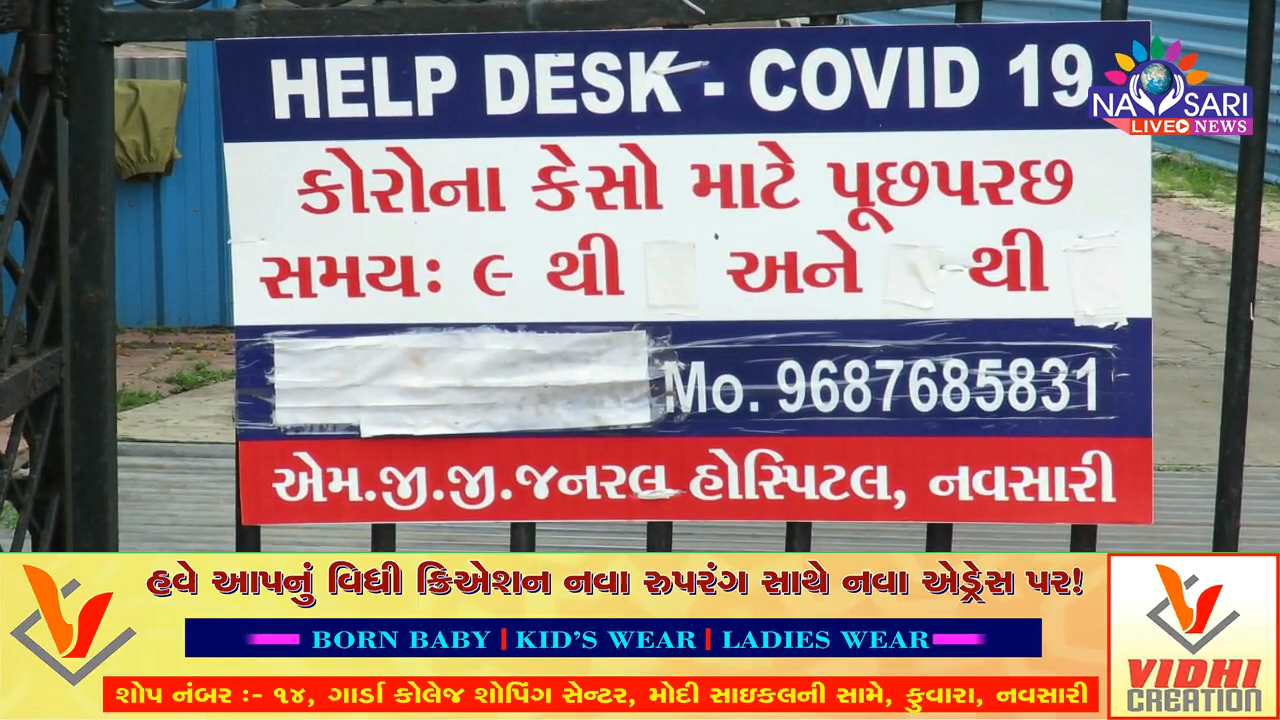 HELP DESK - COVID 19
NAVSARI
LIVE NEWS
કોરોના કેસો માટે પૂછપરછ
સમયઃ ૯ થી અને થી
Mo. 9687685831
એમ.જી.જી.જનરલ હોસ્પિટલ, નવસારી
હવે આપનું વિધી ક્રિએશન નવા રુપરંગ સાથે નવા એડ્રેસ પર!
BORN BABY | KID'S WEAR | LADIES WEAR
શોપ નંબર :- ૧૪, ગાર્ડા કોલેજ શોપિંગ સેન્ટર, મોદી સાઇકલની સામે, ફુવારા, નવસારી
VIDHI
CREATION